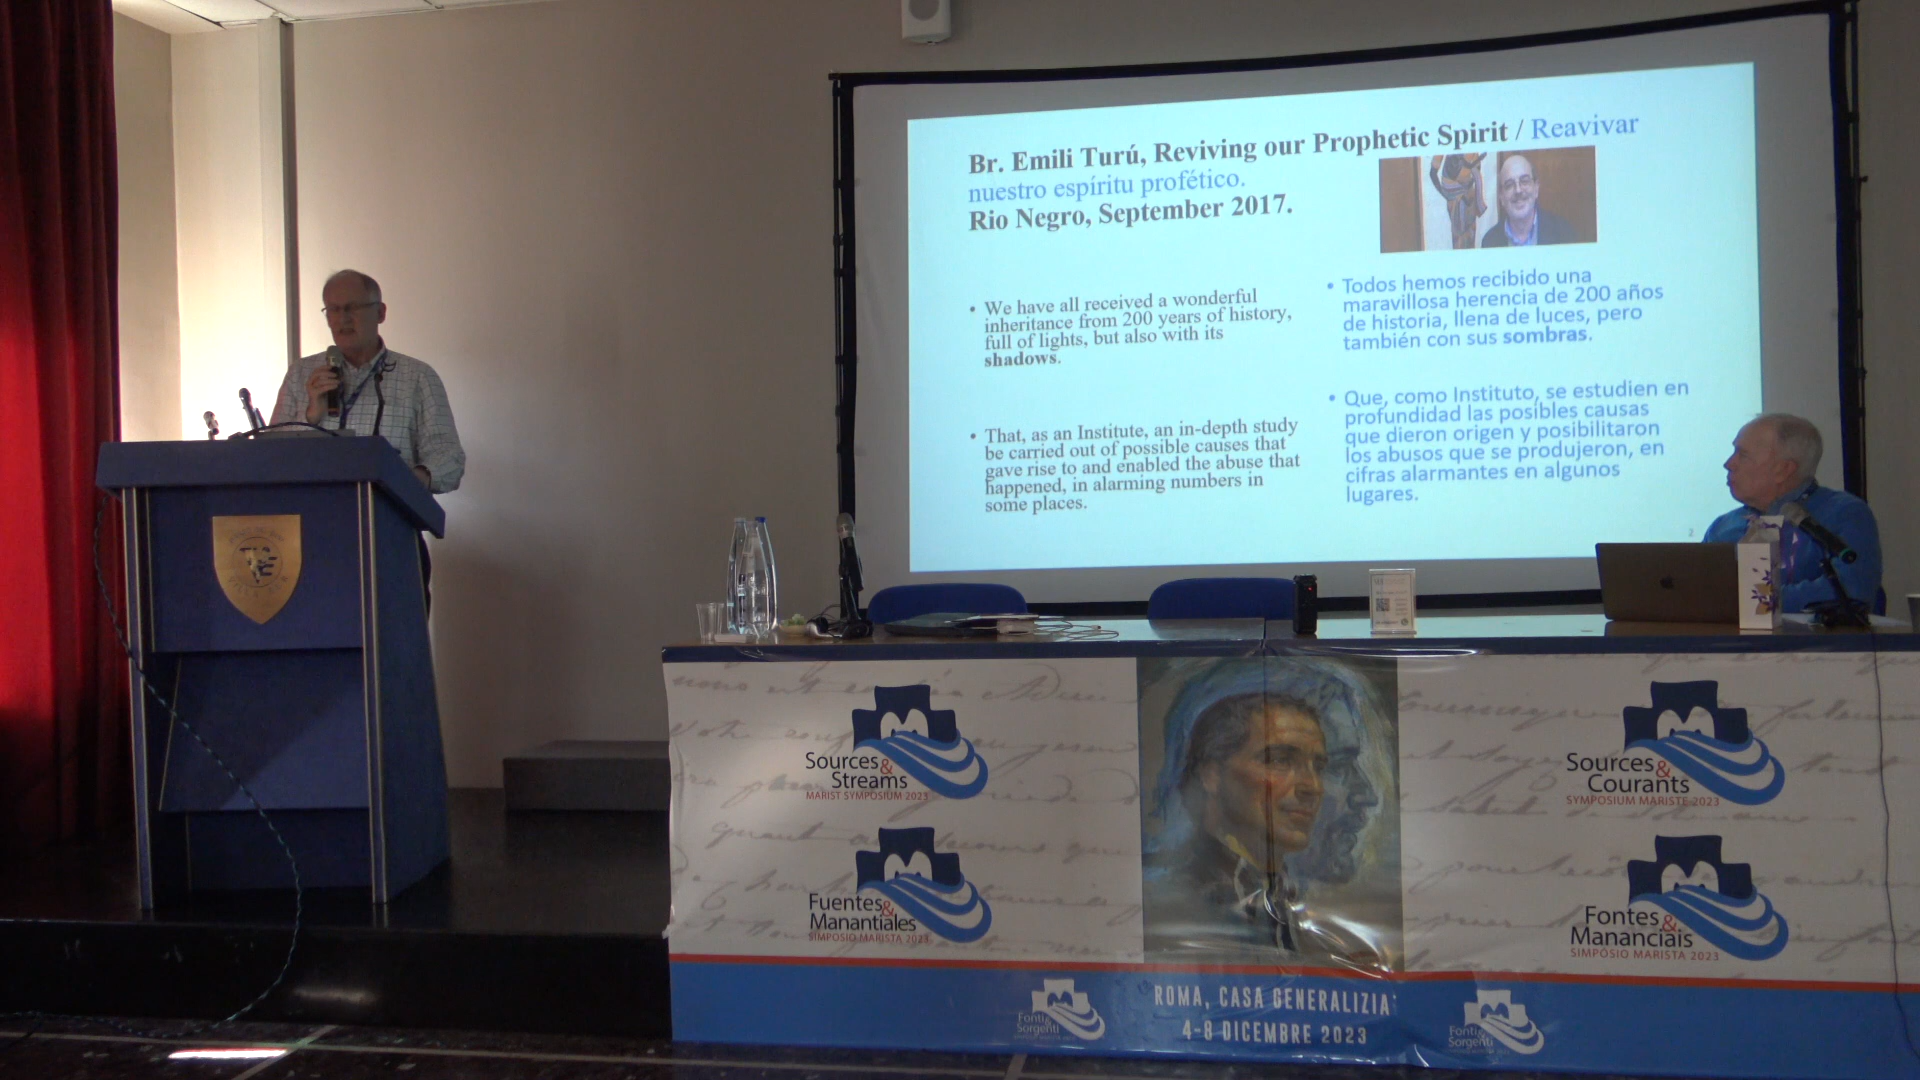 Br. Emili Turú, Reviving our Prophetic Spirit / Reavivar
nuestro espíritu profético.
Rio Negro, September 2017.
• We have all received a wonderful
inheritance from 200 years of history,
full of lights, but also with its
shadows.
• That, as an Institute, an in-depth study
be carried out of possible causes that
gave rise to and enabled the abuse that
happened, in alarming numbers in
some places.
• Todos hemos recibido una
maravillosa herencia de 200 años
de historia, llena de luces, pero
también con sus sombras.
• Que, como Instituto, se estudien en
profundidad las posibles causas
que dieron origen y posibilitaron
los abusos que se produjeron, en
cifras alarmantes en algunos
lugares.
2
Sources &
Streams
MARIST SYMPOSIUM 2023
Fuentes &
Manantiales
SIMPOSIO MARISTA 2023
Sources &
Courants
SYMPOSIUM MARISTE 2023
Fontes &
Mananciais
SIMPÓSIO MARISTA 2023
Fonti &
Sorgenti
ROMA, CASA GENERALIZIA
4-8 DICEMBRE 2023
Fonti &
Sorgenti